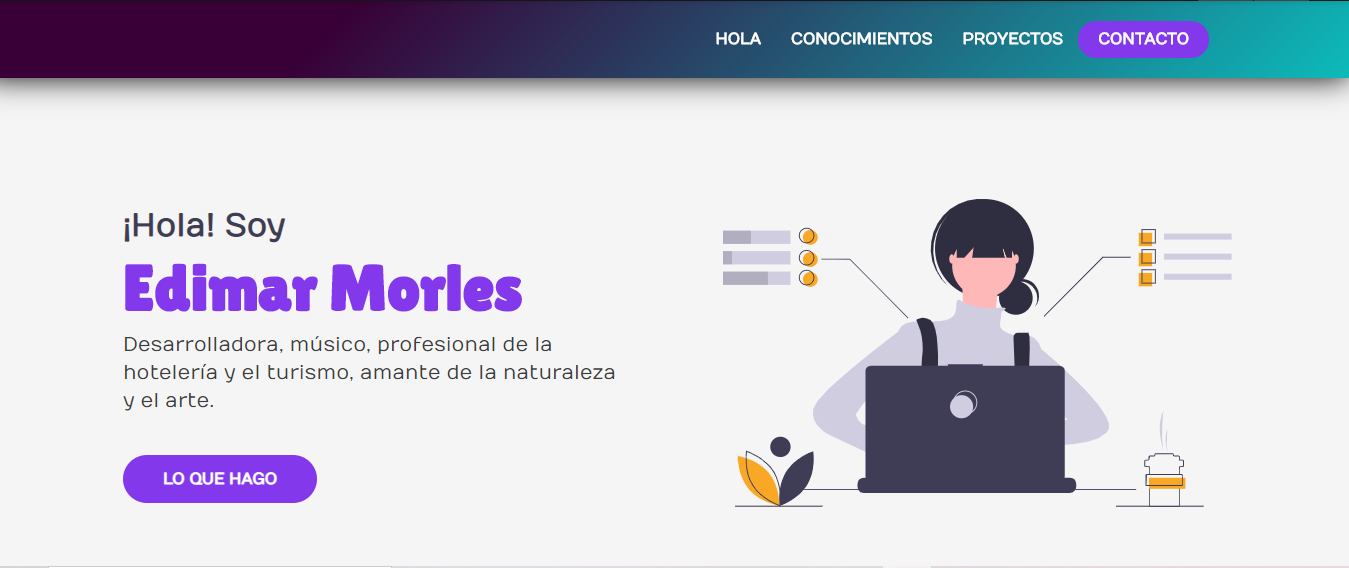 HOLA CONOCIMIENTOS PROYECTOS CONTACTO
¡Hola! Soy
Edimar Morles
Desarrolladora, músico, profesional de la
hotelería y el turismo, amante de la naturaleza
y el arte.
LO QUE HAGO